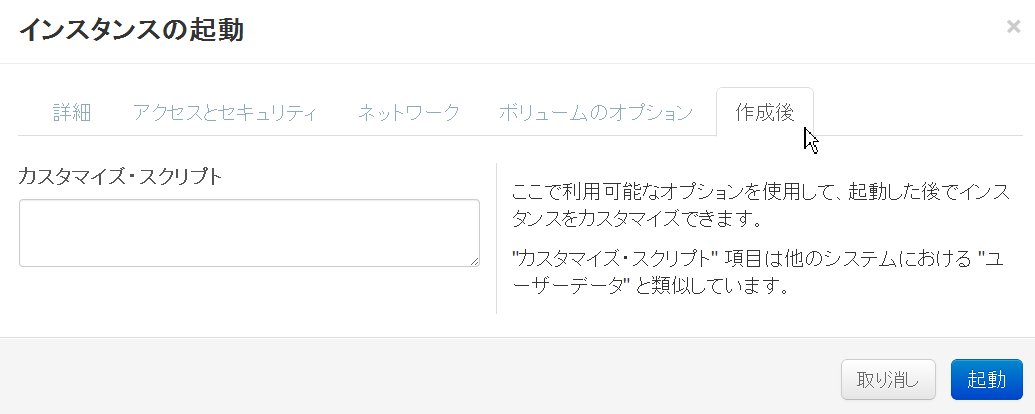 インスタンスの起動
×
詳細
アクセスとセキュリティ
ネットワーク
ボリュームのオプション
作成後
カスタマイズ・スクリプト
ここで利用可能なオプションを使用して、起動した後でインス
タンスをカスタマイズできます。
"カスタマイズ・スクリプト" 項目は他のシステムにおける "ユ
ーザーデータ" と類似しています。
取り消し
起動